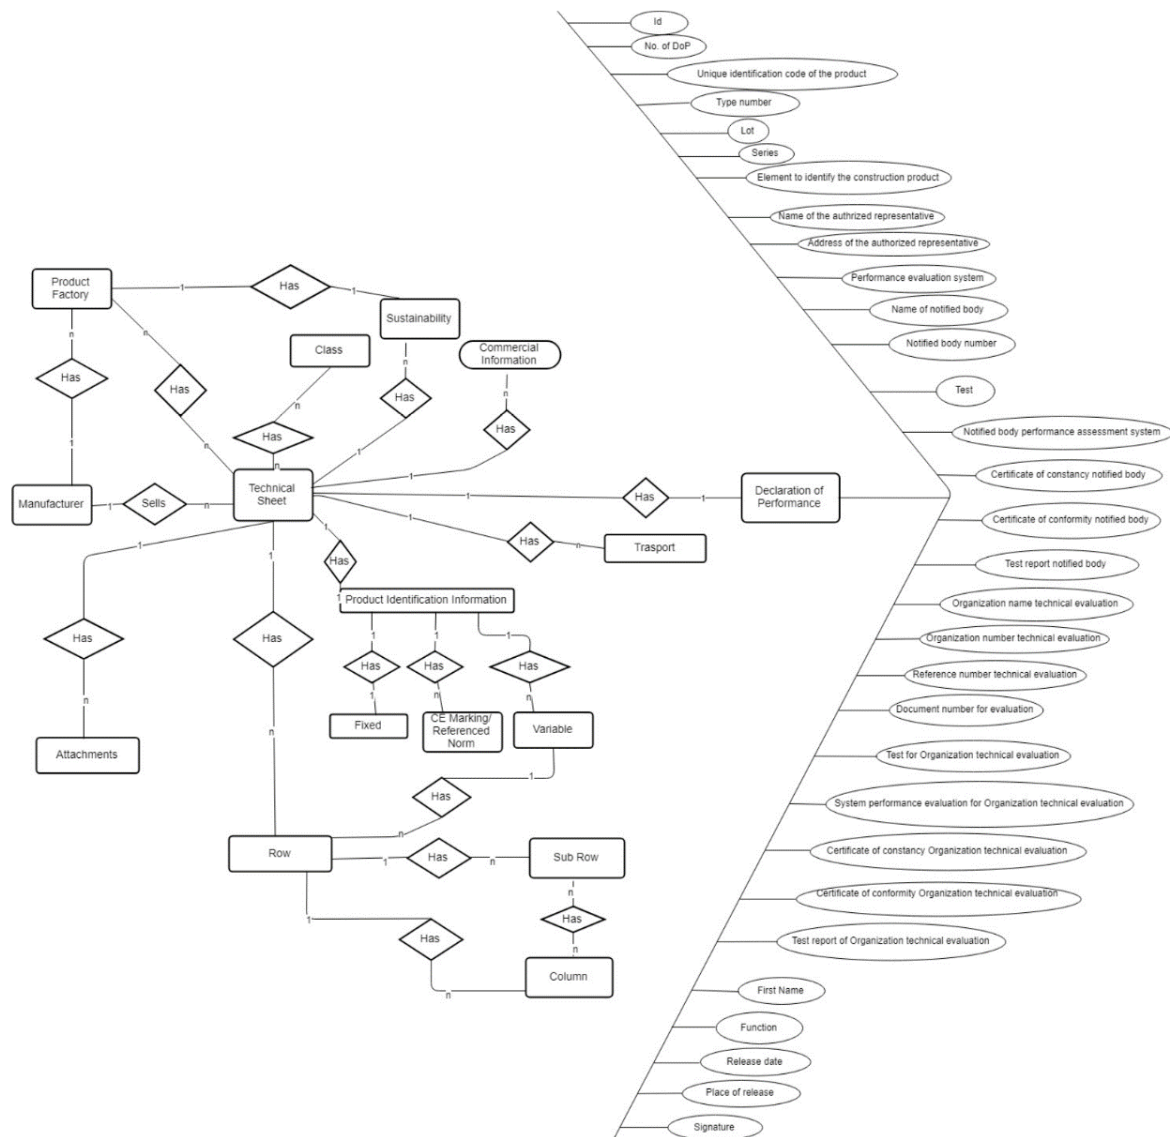 Id
No. of DoP
Unique identification code of the product
Type number
Lot
Series
Element to identify the construction product
Name of the authrized representative
Address of the authorized representative
Performance evaluation system
Name of notified body
Notified body number
Test
Notified body performance assessment system
Certificate of constancy notified body
Certificate of conformity notified body
Test report notified body
Organization name technical evaluation
Organization number technical evaluation
Reference number technical evaluation
Document number for evaluation
Test for Organization technical evaluation
System performance evaluation for Organization technical evaluation
Certificate of constancy Organization technical evaluation
Certificate of conformity Organization technical evaluation
Test report of Organization technical evaluation
First Name
Function
Release date
Place of release
Signature
Product
Factory
1
Has
1
Sustainability
n
Has
1
n
Has
n
Class
n
Has
n
n
Has
1
Commercial
Information
n
Has
1
Manufacturer
1
Sells
n
Technical
Sheet
1
Has
1
Declaration of
Performance
1
Has
n
Trasport
1
Has
1
Product Identification Information
1
Has
1
Fixed
1
Has
n
CE Marking/
Referenced
Norm
1
Has
n
Variable
1
Has
n
Attachments
1
Has
n
1
Has
n
Row
1
Has
n
Sub Row
n
Has
n
1
Has
n
Column